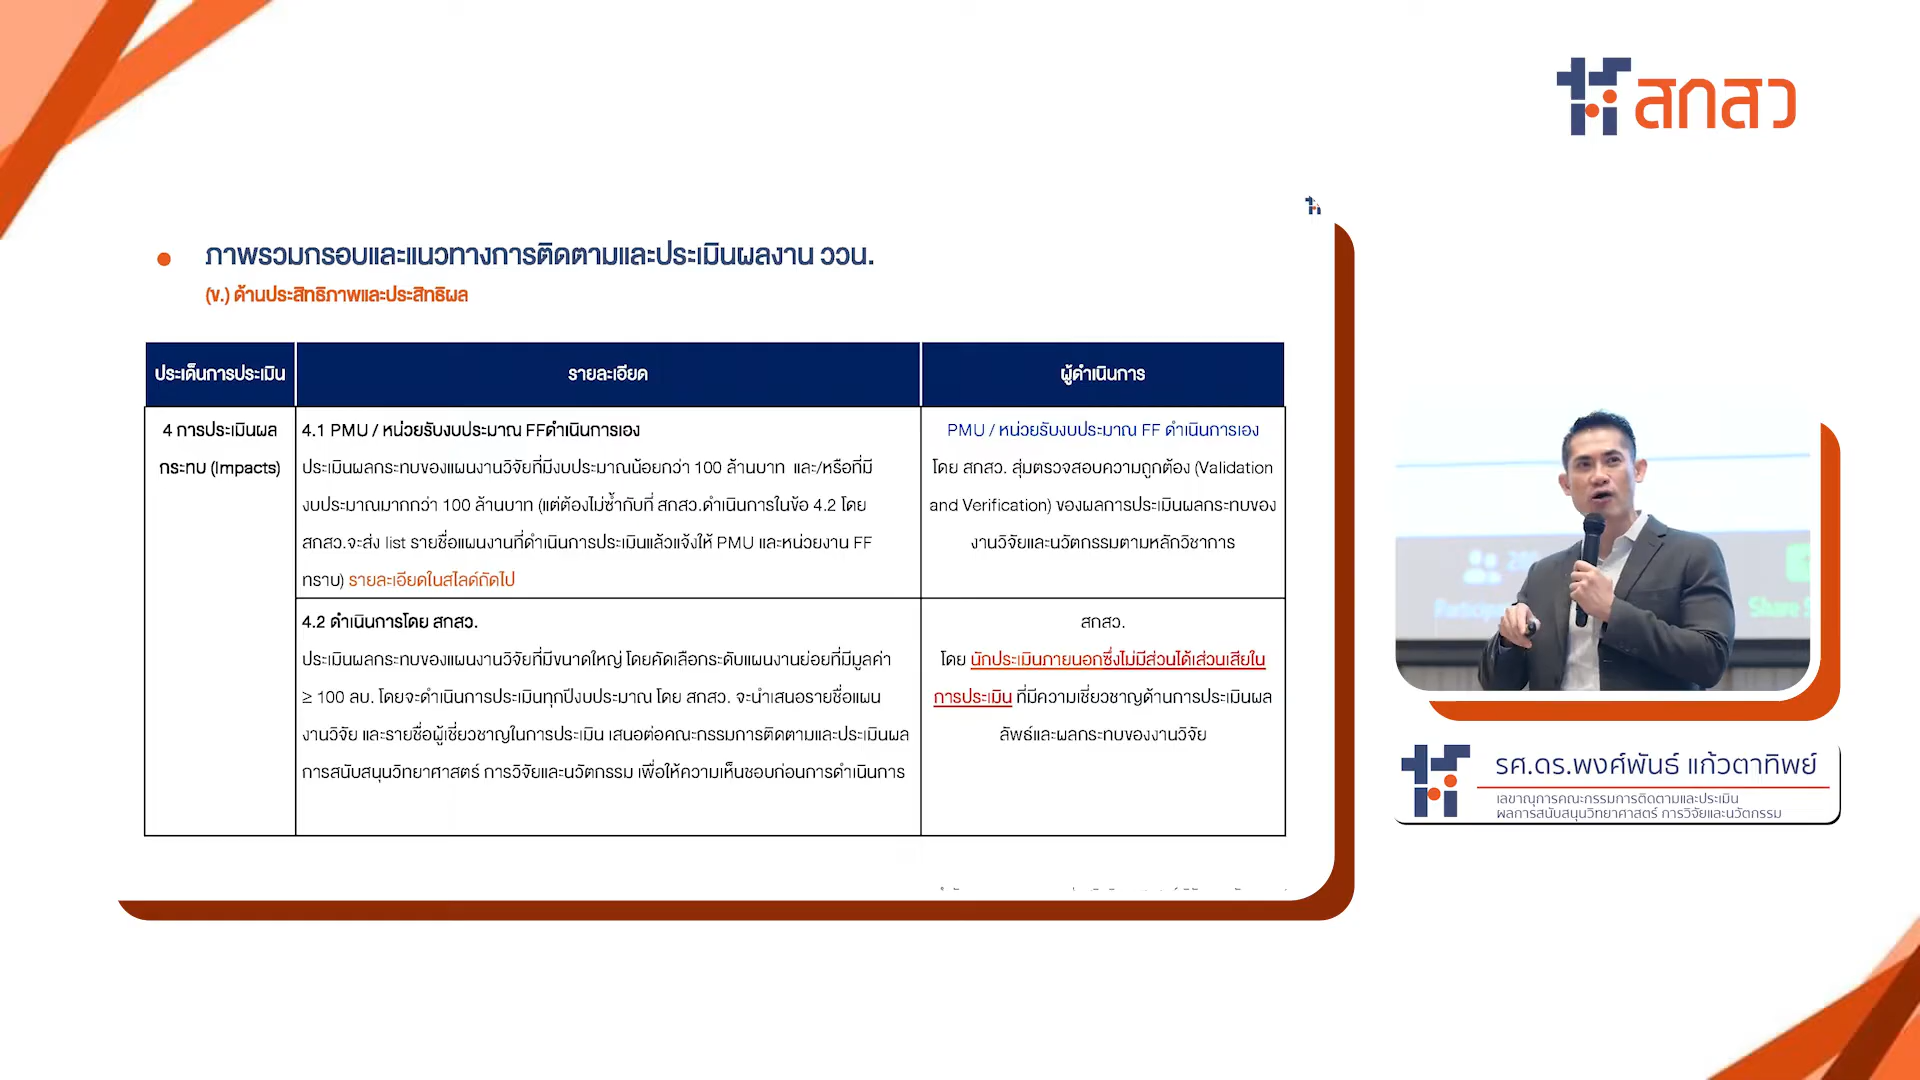 สกสว
ภาพรวมกรอบและแนวทางการติดตามและประเมินผลงาน ววน.
(ข.) ด้านประสิทธิภาพและประสิทธิผล
ประเด็นการประเมิน
รายละเอียด
ผู้ดำเนินการ
4 การประเมินผล
กระทบ (Impacts)
4.1 PMU / หน่วยรับงบประมาณ FFดำเนินการเอง
ประเมินผลกระทบของแผนงานวิจัยที่มีงบประมาณน้อยกว่า 100 ล้านบาท และ/หรือที่มี
งบประมาณมากกว่า 100 ล้านบาท (แต่ต้องไม่ซ้ำกับที่ สกสว.ดำเนินการในข้อ 4.2 โดย
สกสว.จะส่ง list รายชื่อแผนงานที่ดำเนินการประเมินแล้วแจ้งให้ PMU และหน่วยงาน FF
ทราบ) รายละเอียดในสไลด์ถัดไป
PMU / หน่วยรับงบประมาณ FF ดำเนินการเอง
โดย สกสว. สุ่มตรวจสอบความถูกต้อง (Validation
and Verification) ของผลการประเมินผลกระทบของ
งานวิจัยและนวัตกรรมตามหลักวิชาการ
4.2 ดำเนินการโดย สกสว.
ประเมินผลกระทบของแผนงานวิจัยที่มีขนาดใหญ่ โดยคัดเลือกระดับแผนงานย่อยที่มีมูลค่า
≥ 100 ลบ. โดยจะดำเนินการประเมินทุกปีงบประมาณ โดย สกสว. จะนำเสนอรายชื่อแผน
งานวิจัย และรายชื่อผู้เชี่ยวชาญในการประเมิน เสนอต่อคณะกรรมการติดตามและประเมินผล
การสนับสนุนวิทยาศาสตร์ การวิจัยและนวัตกรรม เพื่อให้ความเห็นชอบก่อนการดำเนินการ
สกสว.
โดย นักประเมินภายนอกซึ่งไม่มีส่วนได้เส่วนเสียใน
การประเมิน ที่มีความเชี่ยวชาญด้านการประเมินผล
ลัพธ์และผลกระทบของงานวิจัย
Share
รศ.ดร.พงศ์พันธ์ แก้วตาทิพย์
เลขานุการคณะกรรมการติดตามและประเมิน
ผลการสนับสนุนวิทยาศาสตร์ การวิจัยและนวัตกรรม